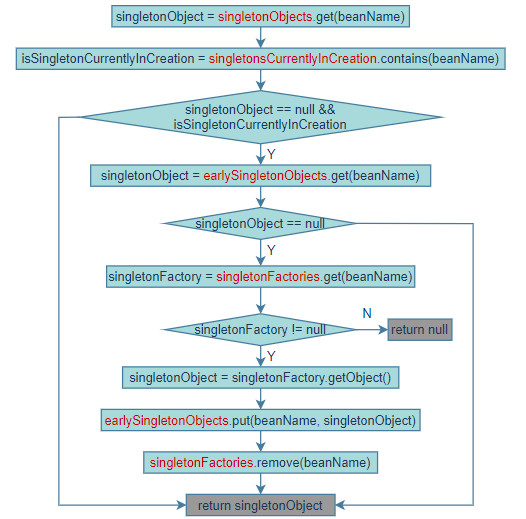 singletonObject = singletonObjects.get(beanName)
isSingletonCurrentlyInCreation = singletonsCurrentlyInCreation.contains(beanName)
singletonObject == null &&
isSingletonCurrentlyInCreation
Y
singletonObject = earlySingletonObjects.get(beanName)
singletonObject == null
Y
singletonFactory = singletonFactories.get(beanName)
N
singletonFactory != null
return null
Y
singletonObject = singletonFactory.getObject()
earlySingletonObjects.put(beanName, singletonObject)
singletonFactories.remove(beanName)
return singletonObject